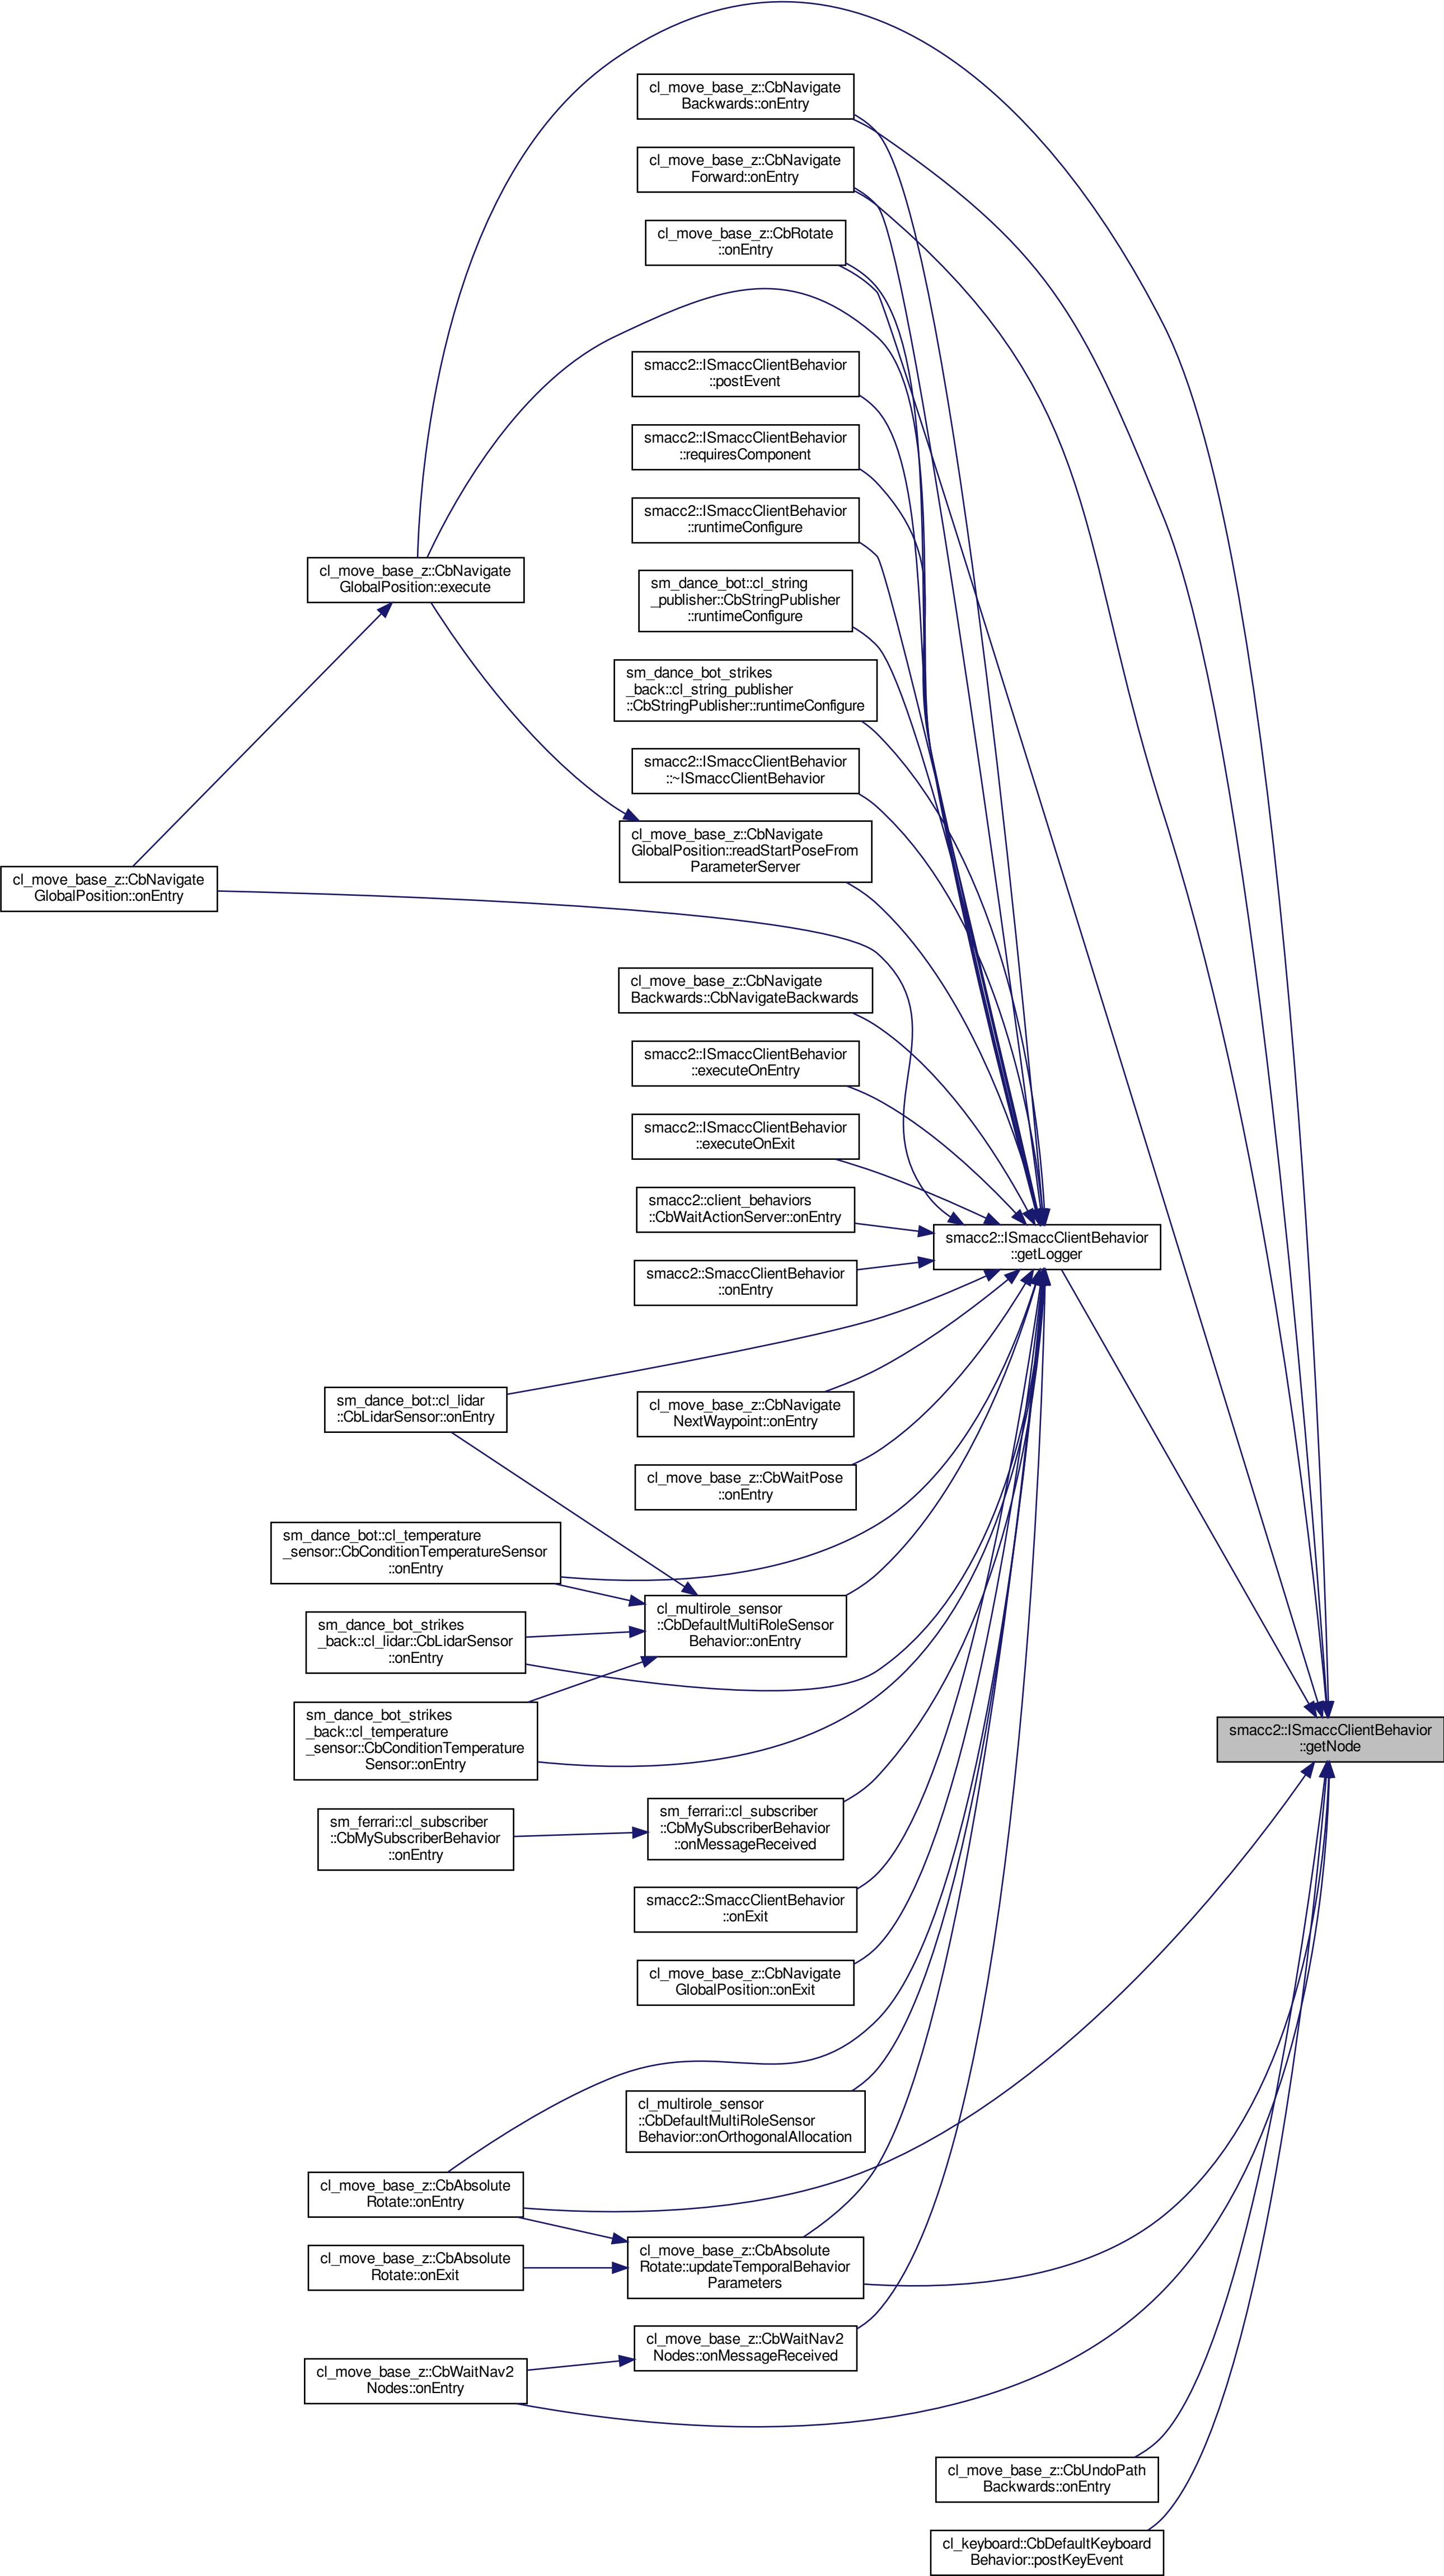 cl_move_base_z::CbNavigate
Backwards::onEntry
cl_move_base_z::CbNavigate
Forward::onEntry
cl_move_base_z::CbRotate
::onEntry
smacc2::ISmaccClientBehavior
::postEvent
smacc2::ISmaccClientBehavior
::requiresComponent
smacc2::ISmaccClientBehavior
::runtimeConfigure
cl_move_base_z::CbNavigate
GlobalPosition::execute
sm_dance_bot::cl_string
_publisher::CbStringPublisher
::runtimeConfigure
sm_dance_bot_strikes
_back::cl_string_publisher
::CbStringPublisher::runtimeConfigure
smacc2::ISmaccClientBehavior
::~ISmaccClientBehavior
cl_move_base_z::CbNavigate
GlobalPosition::readStartPoseFrom
ParameterServer
cl_move_base_z::CbNavigate
GlobalPosition::onEntry
cl_move_base_z::CbNavigate
Backwards::CbNavigateBackwards
smacc2::ISmaccClientBehavior
::executeOnEntry
smacc2::ISmaccClientBehavior
::executeOnExit
smacc2::client_behaviors
::CbWaitActionServer::onEntry
smacc2::ISmaccClientBehavior
::getLogger
smacc2::SmaccClientBehavior
::onEntry
sm_dance_bot::cl_lidar
::CbLidarSensor::onEntry
cl_move_base_z::CbNavigate
NextWaypoint::onEntry
cl_move_base_z::CbWaitPose
::onEntry
sm_dance_bot::cl_temperature
_sensor::CbConditionTemperatureSensor
::onEntry
cl_multirole_sensor
::CbDefaultMultiRoleSensor
Behavior::onEntry
sm_dance_bot_strikes
_back::cl_lidar::CbLidarSensor
::onEntry
sm_dance_bot_strikes
_back::cl_temperature
_sensor::CbConditionTemperature
Sensor::onEntry
smacc2::ISmaccClientBehavior
::getNode
sm_ferrari::cl_subscriber
::CbMySubscriberBehavior
::onEntry
sm_ferrari::cl_subscriber
::CbMySubscriberBehavior
::onMessageReceived
smacc2::SmaccClientBehavior
::onExit
cl_move_base_z::CbNavigate
GlobalPosition::onExit
cl_multirole_sensor
::CbDefaultMultiRoleSensor
Behavior::onOrthogonalAllocation
cl_move_base_z::CbAbsolute
Rotate::onEntry
cl_move_base_z::CbAbsolute
Rotate::onExit
cl_move_base_z::CbAbsolute
Rotate::updateTemporalBehavior
Parameters
cl_move_base_z::CbWaitNav2
Nodes::onMessageReceived
cl_move_base_z::CbWaitNav2
Nodes::onEntry
cl_move_base_z::CbUndoPath
Backwards::onEntry
cl_keyboard::CbDefaultKeyboard
Behavior::postKeyEvent